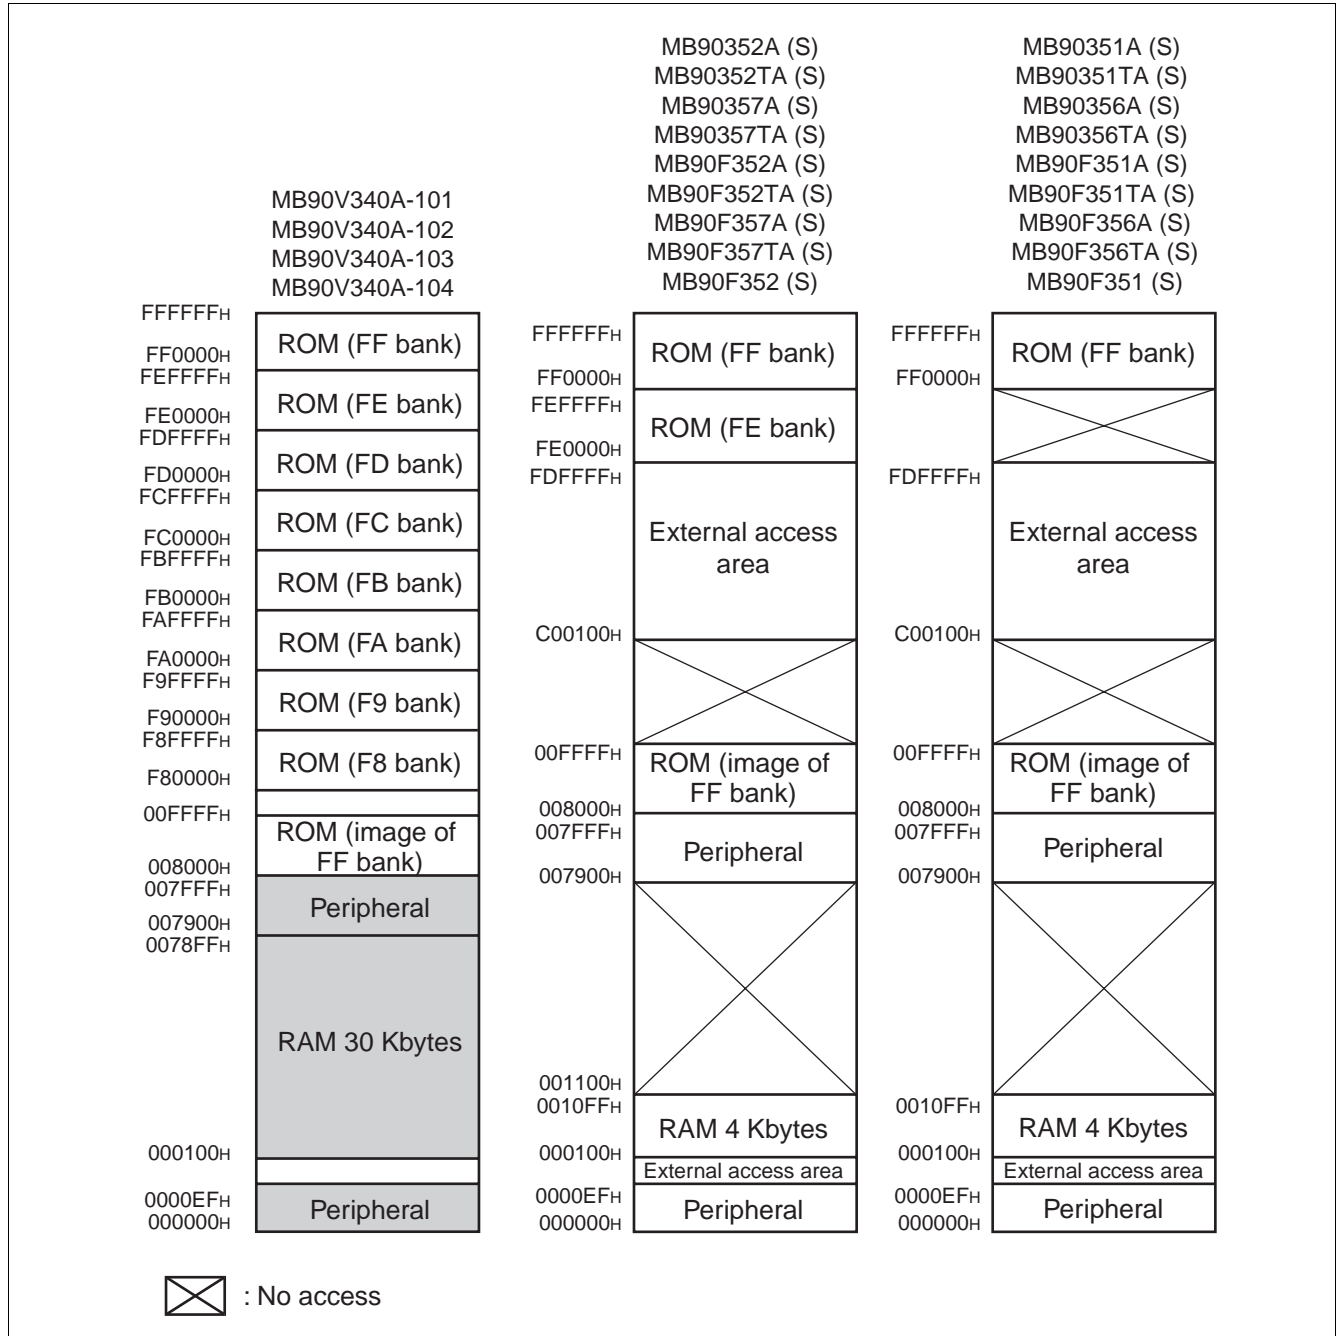 MB90V340A-101
MB90V340A-102
MB90V340A-103
MB90V340A-104
FFFFFFH
ROM (FF bank)
FF0000H
FEFFFFH
ROM (FE bank)
FE0000H
FDFFFFH
ROM (FD bank)
FD0000H
FCFFFFH
ROM (FC bank)
FC0000H
FBFFFFH
ROM (FB bank)
FB0000H
FAFFFFH
ROM (FA bank)
FA0000H
F9FFFFH
ROM (F9 bank)
F90000H
F8FFFFH
ROM (F8 bank)
F80000H
00FFFFH
ROM (image of
FF bank)
008000H
007FFFH
Peripheral
007900H
0078FFH
RAM 30 Kbytes
000100H
0000EFH
Peripheral
000000H
MB90352A (S)
MB90352TA (S)
MB90357A (S)
MB90357TA (S)
MB90F352A (S)
MB90F352TA (S)
MB90F357A (S)
MB90F357TA (S)
MB90F352 (S)
FFFFFFH
ROM (FF bank)
FF0000H
FEFFFFH
ROM (FE bank)
FE0000H
FDFFFFH
External access
area
C00100H
00FFFFH
ROM (image of
FF bank)
008000H
007FFFH
Peripheral
007900H
001100H
0010FFH
RAM 4 Kbytes
000100H
External access area
0000EFH
Peripheral
000000H
MB90351A (S)
MB90351TA (S)
MB90356A (S)
MB90356TA (S)
MB90F351A (S)
MB90F351TA (S)
MB90F356A (S)
MB90F356TA (S)
MB90F351 (S)
FFFFFFH
ROM (FF bank)
FF0000H
FDFFFFH
External access
area
C00100H
00FFFFH
ROM (image of
FF bank)
008000H
007FFFH
Peripheral
007900H
0010FFH
RAM 4 Kbytes
000100H
External access area
0000EFH
Peripheral
000000H
: No access